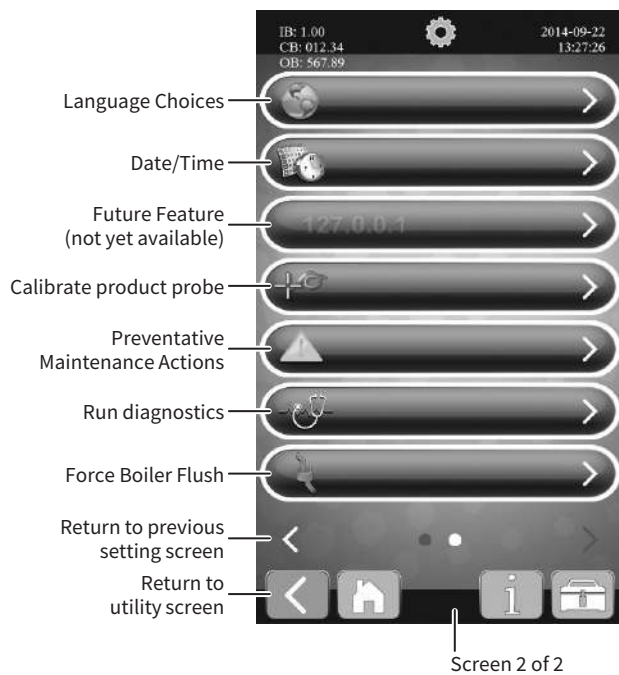 IB: 1.00
CB: 012.34
OB: 567.89
2014-09-22
13:27:26
Language Choices
Date/Time
Future Feature
(not yet available)
127.0.0.1
Calibrate product probe
Preventative
Maintenance Actions
Run diagnostics
Force Boiler Flush
Return to previous
setting screen
Return to
utility screen
i
Screen 2 of 2